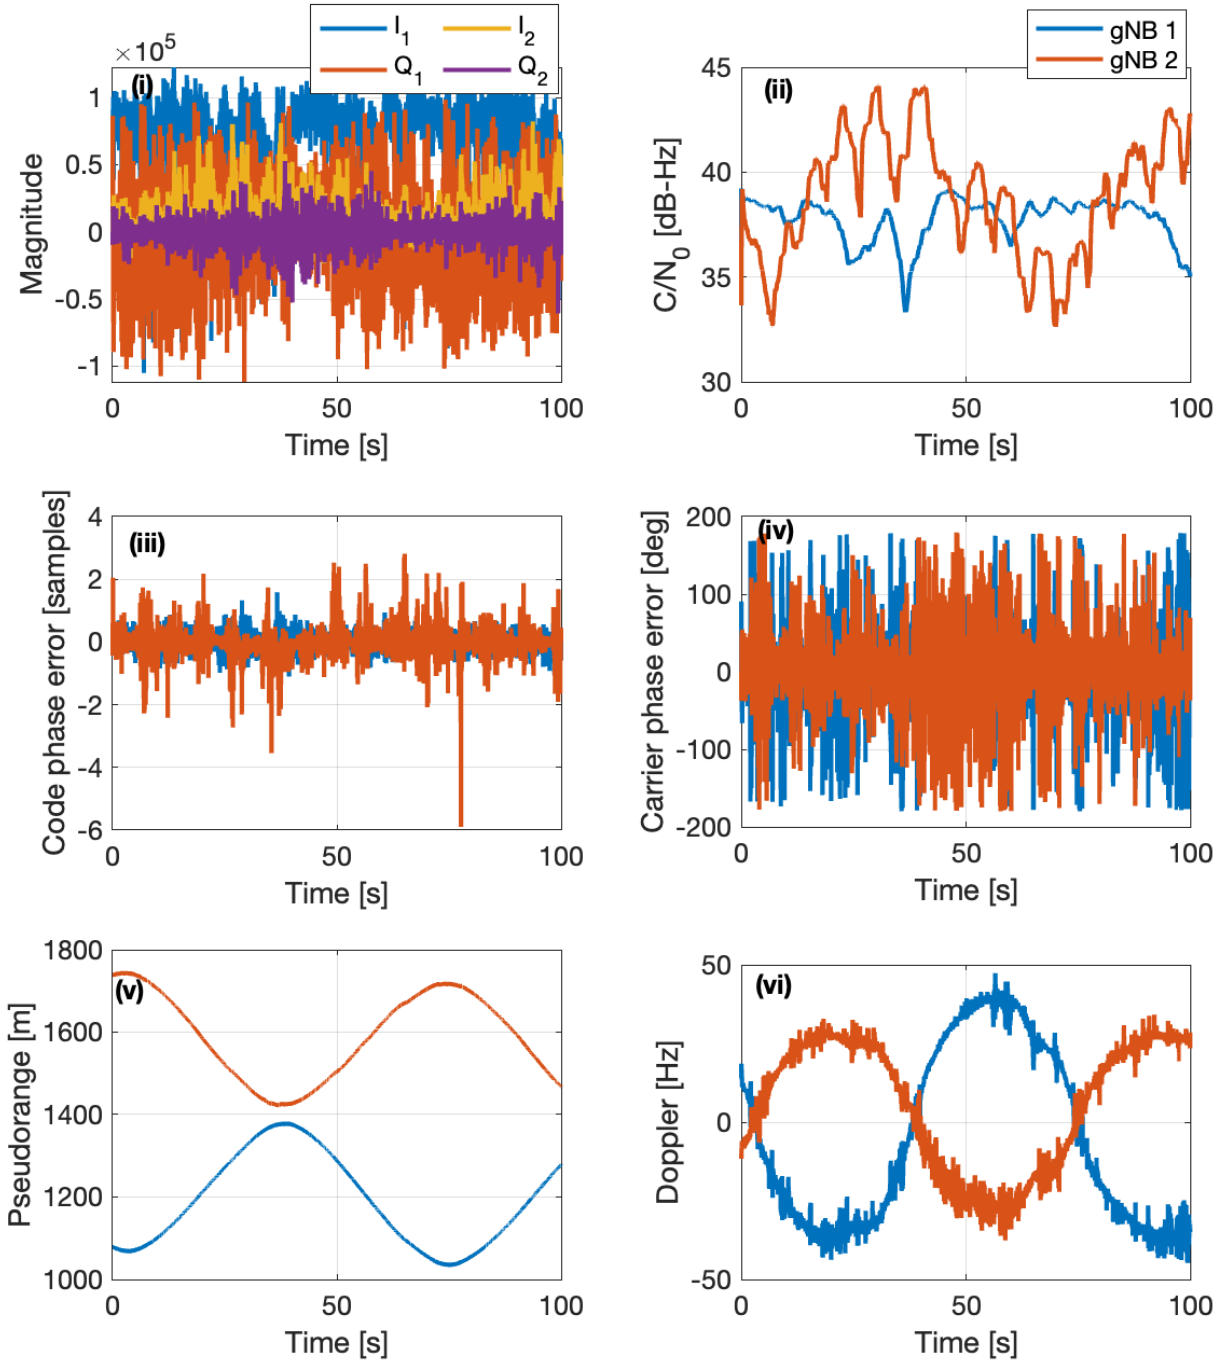 I1 I2
Q1 Q2
×10^5
(i)
1
0.5
0
-0.5
-1
Magnitude
0 50 100
Time [s]
gNB 1
gNB 2
(ii)
45
40
35
30
C/N0 [dB-Hz]
0 50 100
Time [s]
(iii)
4
2
0
-2
-4
-6
Code phase error [samples]
0 50 100
Time [s]
(iv)
200
100
0
-100
-200
Carrier phase error [deg]
0 50 100
Time [s]
(v)
1800
1600
1400
1200
1000
Pseudorange [m]
0 50 100
Time [s]
(vi)
50
0
-50
Doppler [Hz]
0 50 100
Time [s]